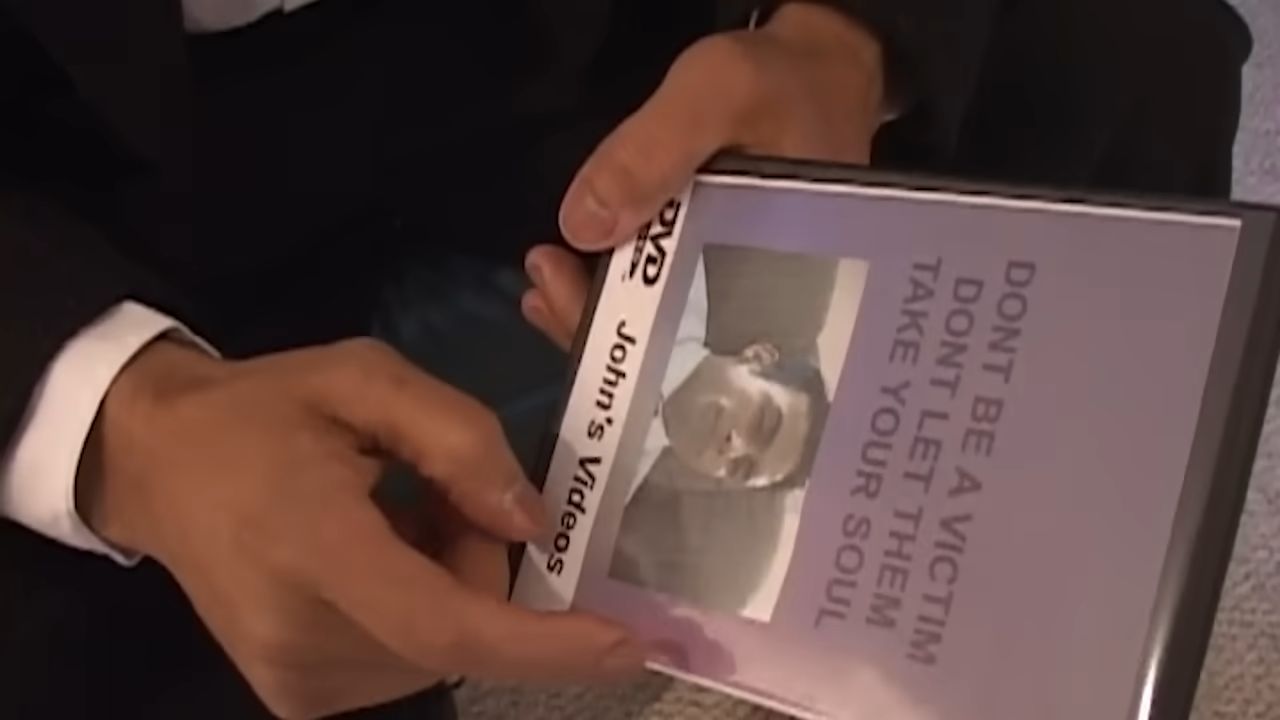 DVD
John's Videos
DONT BE A VICTIM
DONT LET THEM
TAKE YOUR SOUL